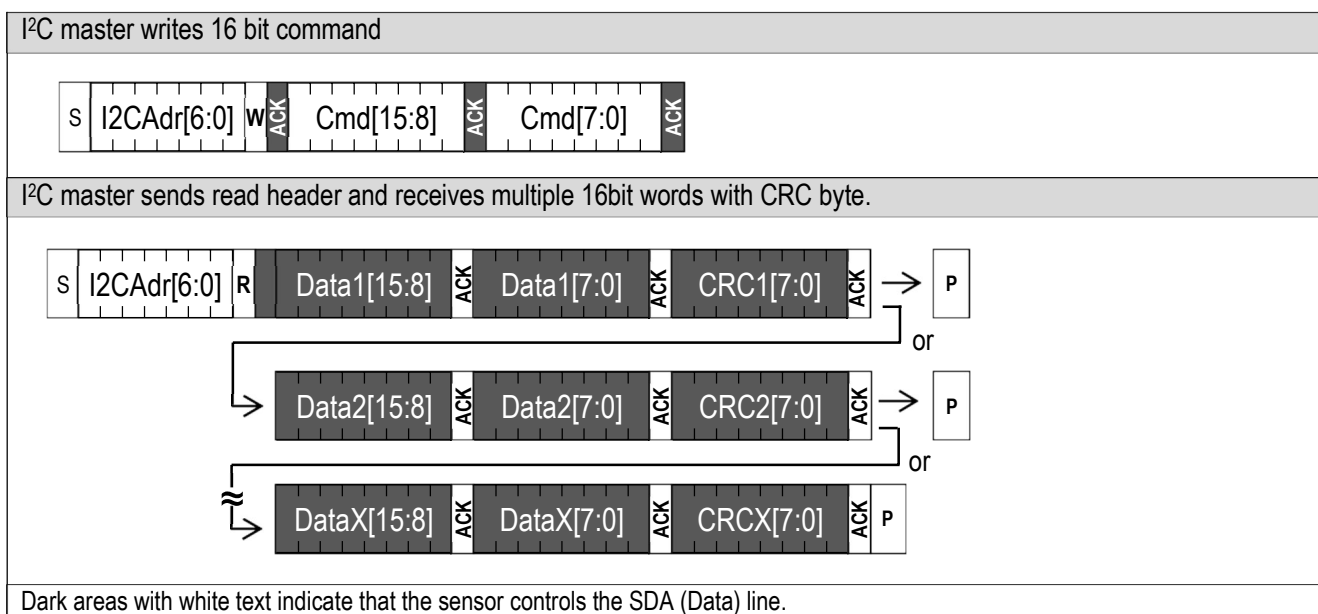 I²C master writes 16 bit command
S I2CAdr[6:0] W ACK Cmd[15:8] ACK Cmd[7:0] ACK
I²C master sends read header and receives multiple 16bit words with CRC byte.
S I2CAdr[6:0] R Data1[15:8] ACK Data1[7:0] ACK CRC1[7:0] ACK P
or
Data2[15:8] ACK Data2[7:0] ACK CRC2[7:0] ACK P
or
≈
DataX[15:8] ACK DataX[7:0] ACK CRCX[7:0] ACK P
Dark areas with white text indicate that the sensor controls the SDA (Data) line.